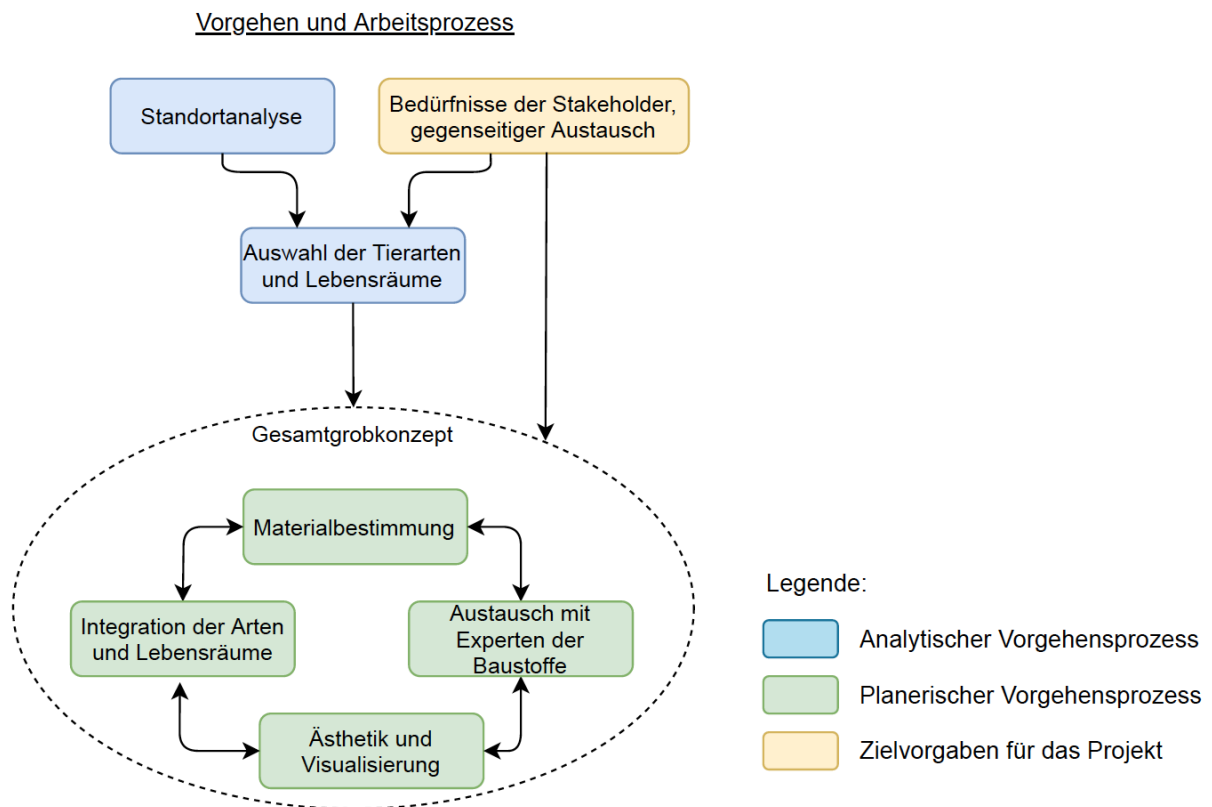 Vorgehen und Arbeitsprozess
Standortanalyse
Bedürfnisse der Stakeholder,
gegenseitiger Austausch
Auswahl der Tierarten
und Lebensräume
Gesamtgrobkonzept
Materialbestimmung
Integration der Arten
und Lebensräume
Austausch mit
Experten der
Baustoffe
Ästhetik und
Visualisierung
Legende:
Analytischer Vorgehensprozess
Planerischer Vorgehensprozess
Zielvorgaben für das Projekt